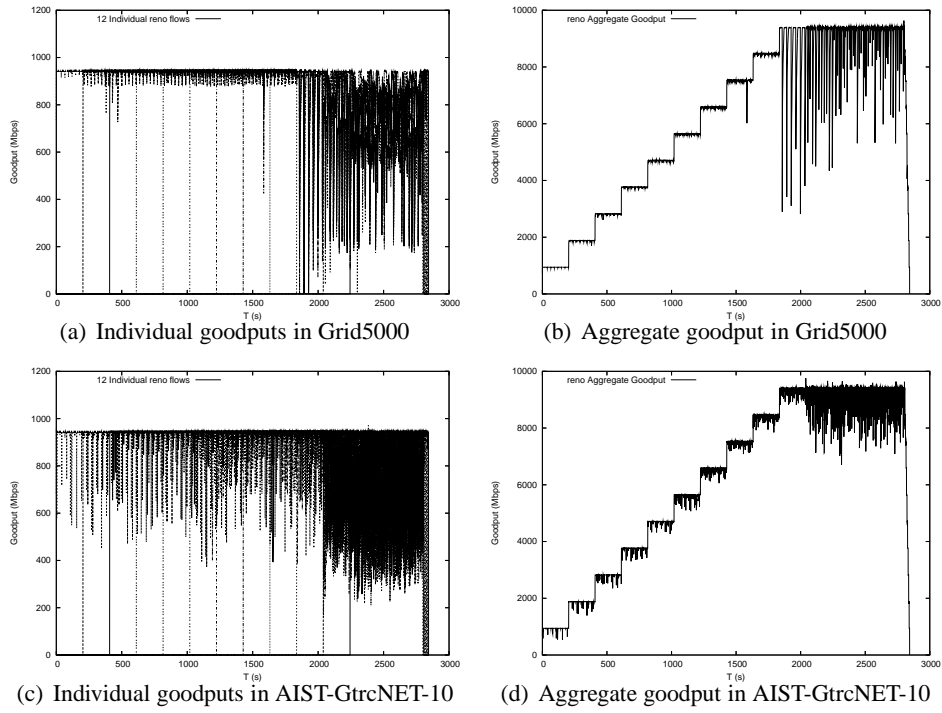 12 Individual reno flows
Goodput (Mbps)
1200
1000
800
600
400
200
0
0 500 1000 1500 2000 2500 3000
T (s)
(a) Individual goodputs in Grid5000
reno Aggregate Goodput
Goodput (Mbps)
10000
8000
6000
4000
2000
0
0 500 1000 1500 2000 2500 3000
T (s)
(b) Aggregate goodput in Grid5000
12 Individual reno flows
Goodput (Mbps)
1200
1000
800
600
400
200
0
0 500 1000 1500 2000 2500 3000
T (s)
(c) Individual goodputs in AIST-GtrcNET-10
reno Aggregate Goodput
Goodput (Mbps)
10000
8000
6000
4000
2000
0
0 500 1000 1500 2000 2500 3000
T (s)
(d) Aggregate goodput in AIST-GtrcNET-10